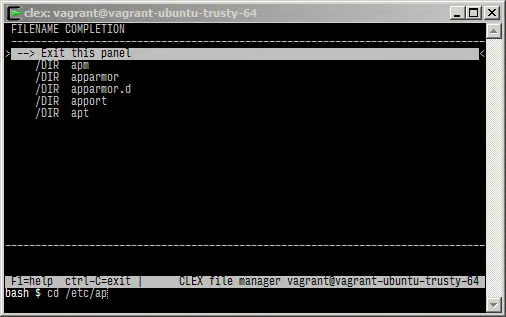 clex: vagrant@vagrant-ubuntu-trusty-64
FILENAME COMPLETION
> --> Exit this panel <
/DIR apm
/DIR apparmor
/DIR apparmor.d
/DIR apport
/DIR apt
F1=help ctrl-C=exit | CLEX file manager vagrant@vagrant-ubuntu-trusty-64
bash $ cd /etc/ap